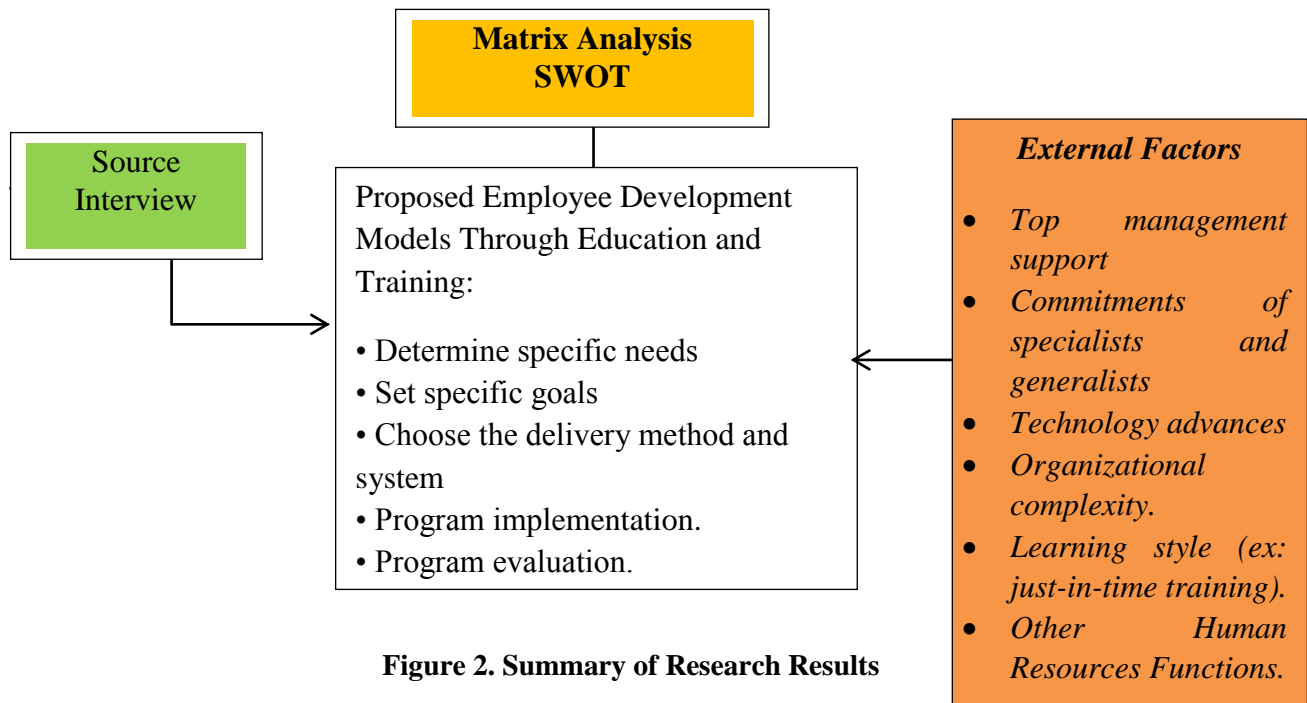 Matrix Analysis
SWOT
Source
Interview
Proposed Employee Development
Models Through Education and
Training:
• Determine specific needs
• Set specific goals
• Choose the delivery method and
system
• Program implementation.
• Program evaluation.
External Factors
• Top management
support
• Commitments of
specialists and
generalists
• Technology advances
• Organizational
complexity.
• Learning style (ex:
just-in-time training).
• Other Human
Resources Functions.
Figure 2. Summary of Research Results